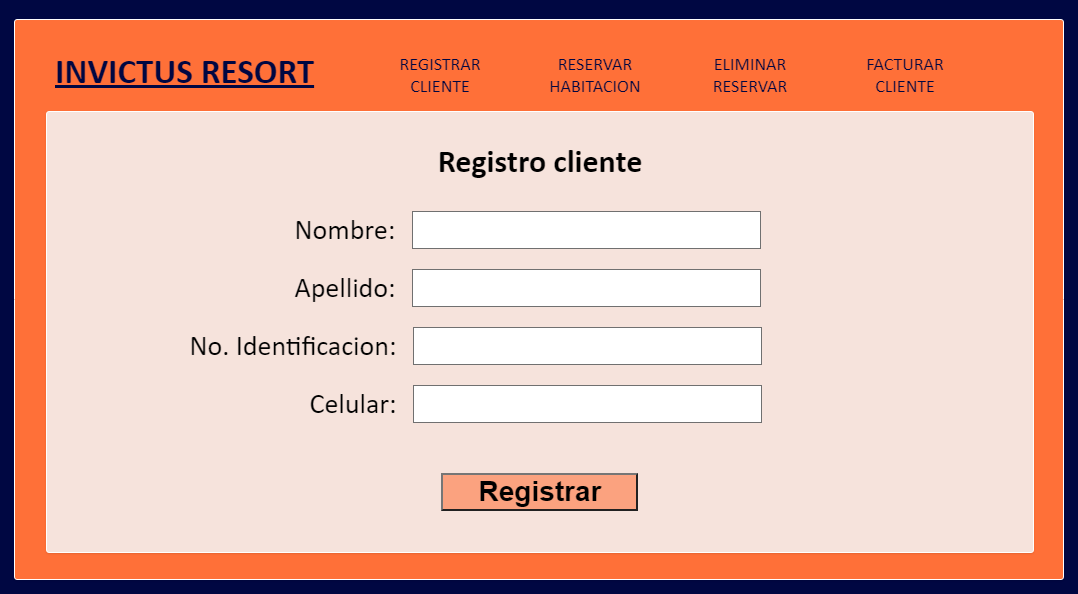 INVICTUS RESORT
REGISTRAR
CLIENTE
RESERVAR
HABITACION
ELIMINAR
RESERVAR
FACTURAR
CLIENTE
Registro cliente
Nombre:
Apellido:
No. Identificacion:
Celular:
Registrar